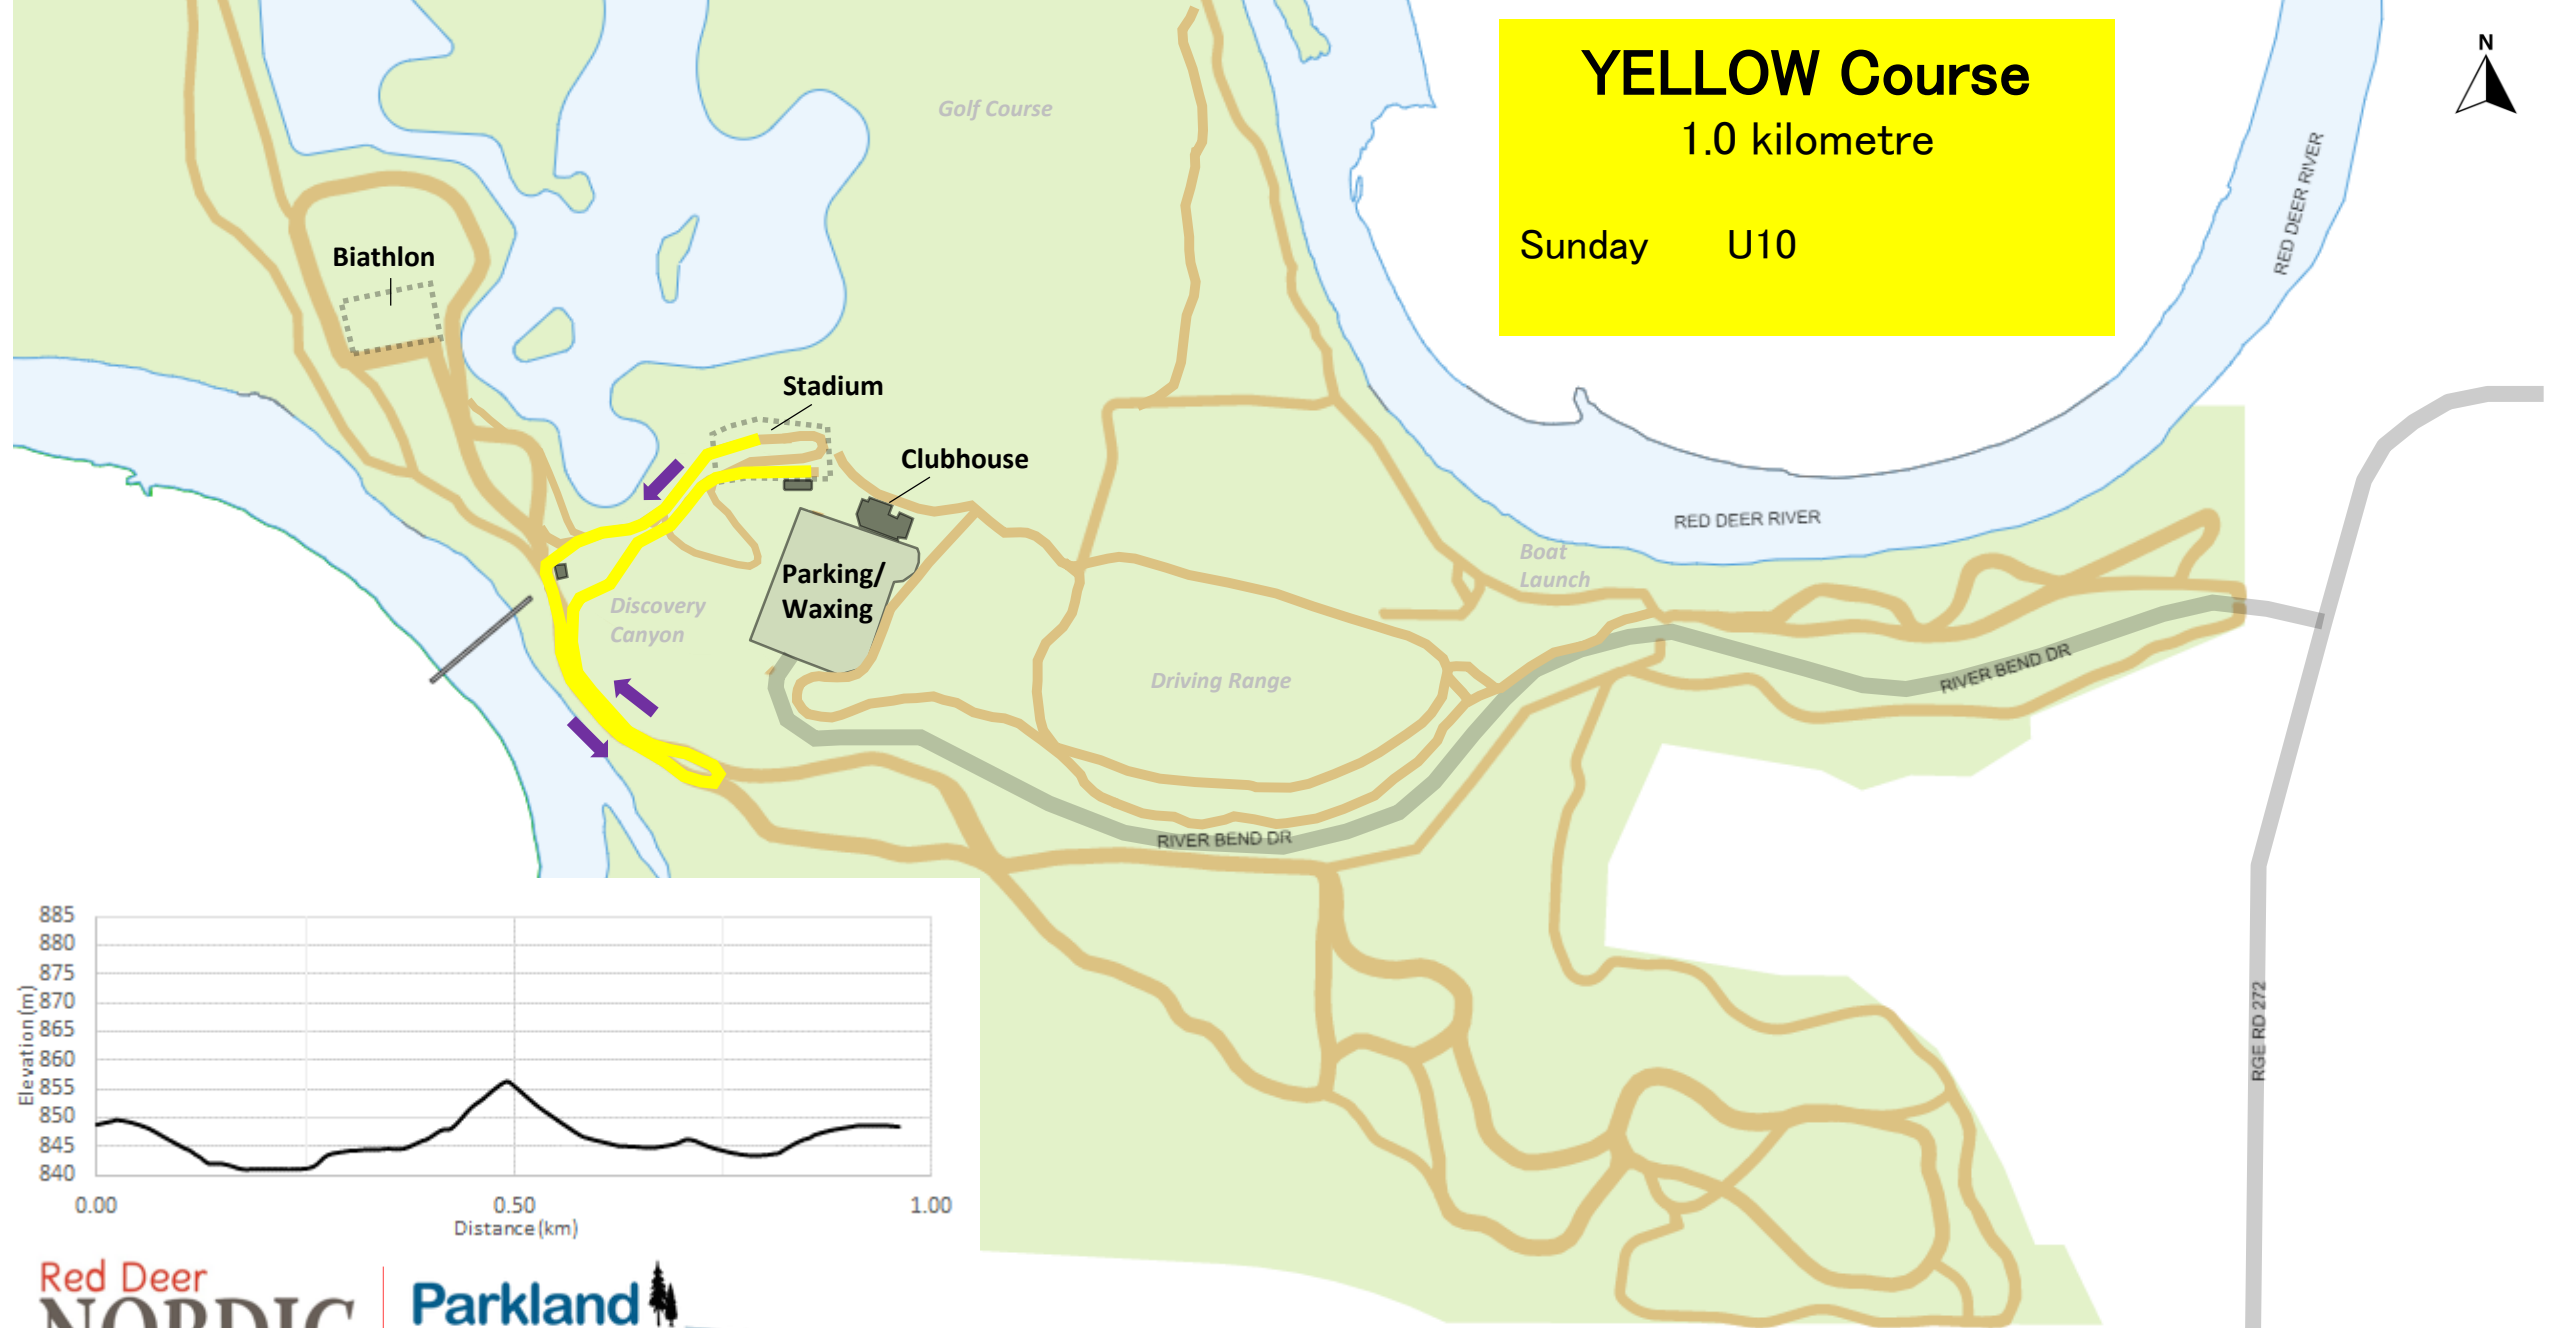 YELLOW Course
1.0 kilometre
Sunday U10
N
Golf Course
RED DEER RIVER
Biathlon
Stadium
Clubhouse
RED DEER RIVER
Boat
Launch
Parking/
Waxing
Discovery
Canyon
Driving Range
RIVER BEND DR
RIVER BEND DR
RGE RD 272
885
880
875
870
865
860
855
850
845
840
Elevation (m)
0.00 0.50 1.00
Distance (km)
Red Deer
NORDIC
Parkland